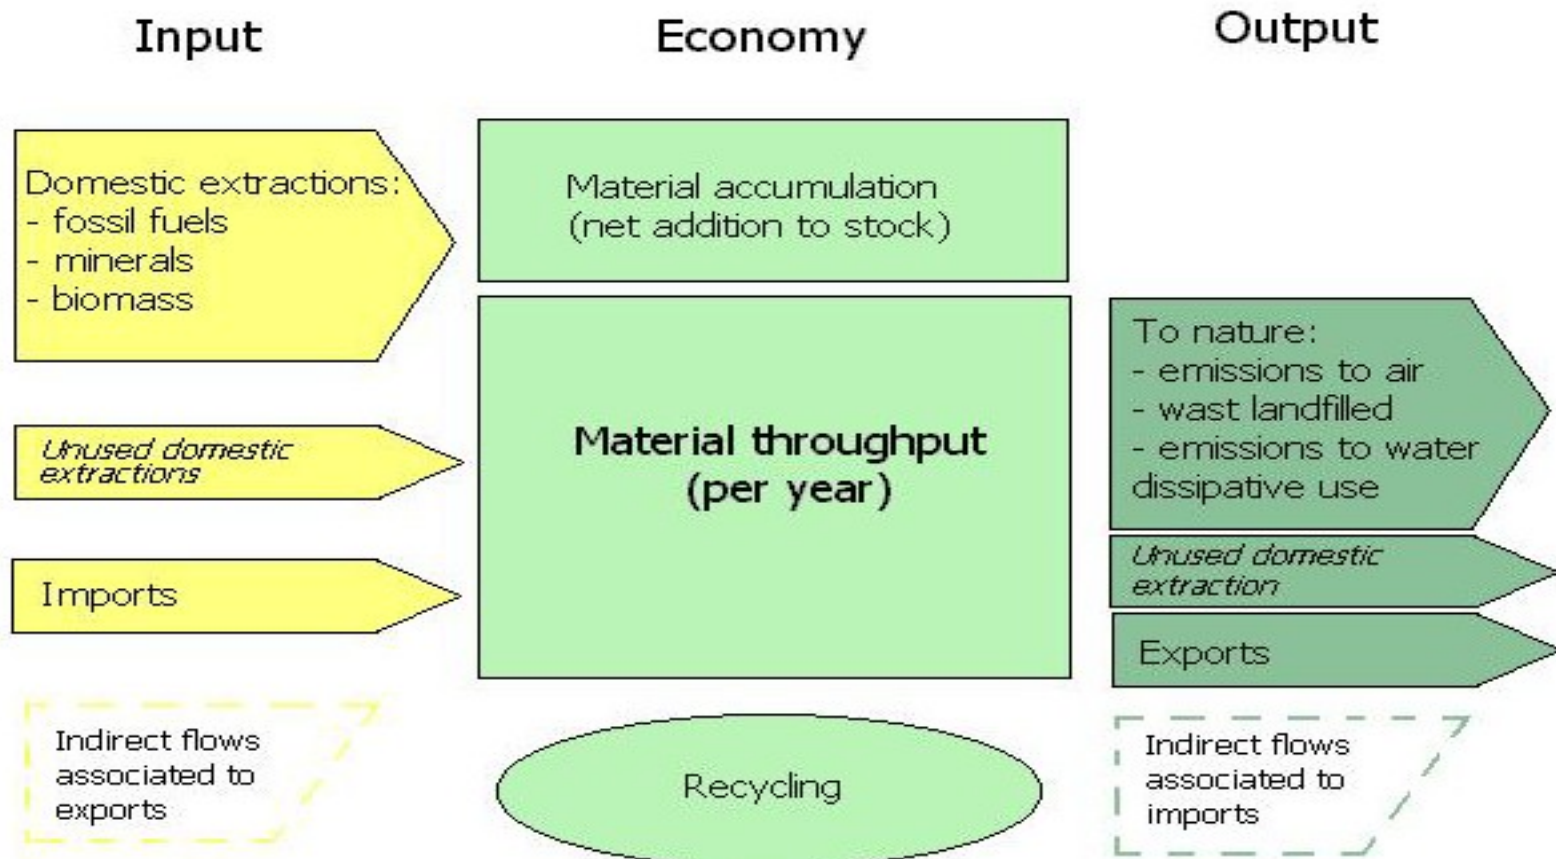 Input
Economy
Output
Domestic extractions:
- fossil fuels
- minerals
- biomass
Unused domestic
extractions
Imports
Indirect flows
associated to
exports
Material accumulation
(net addition to stock)
Material throughput
(per year)
Recycling
To nature:
- emissions to air
- wast landfilled
- emissions to water
dissipative use
Unused domestic
extraction
Exports
Indirect flows
associated to
imports